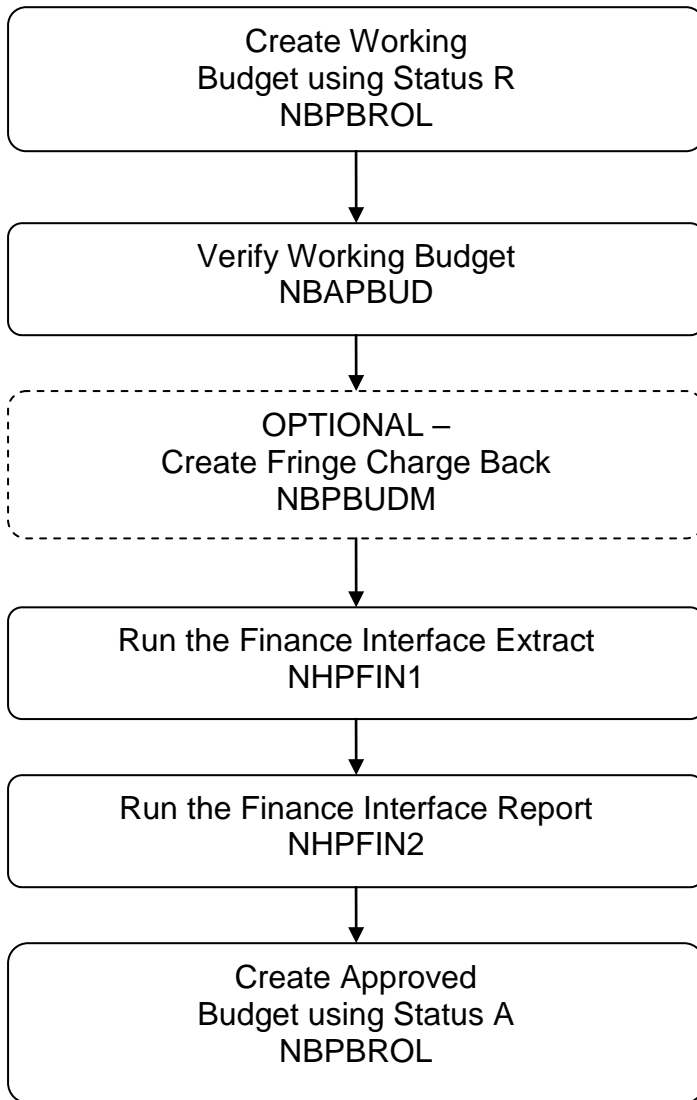 Create Working
Budget using Status R
NBPBROL
Verify Working Budget
NBAPBUD
OPTIONAL –
Create Fringe Charge Back
NBPBUDM
Run the Finance Interface Extract
NHPFIN1
Run the Finance Interface Report
NHPFIN2
Create Approved
Budget using Status A
NBPBROL